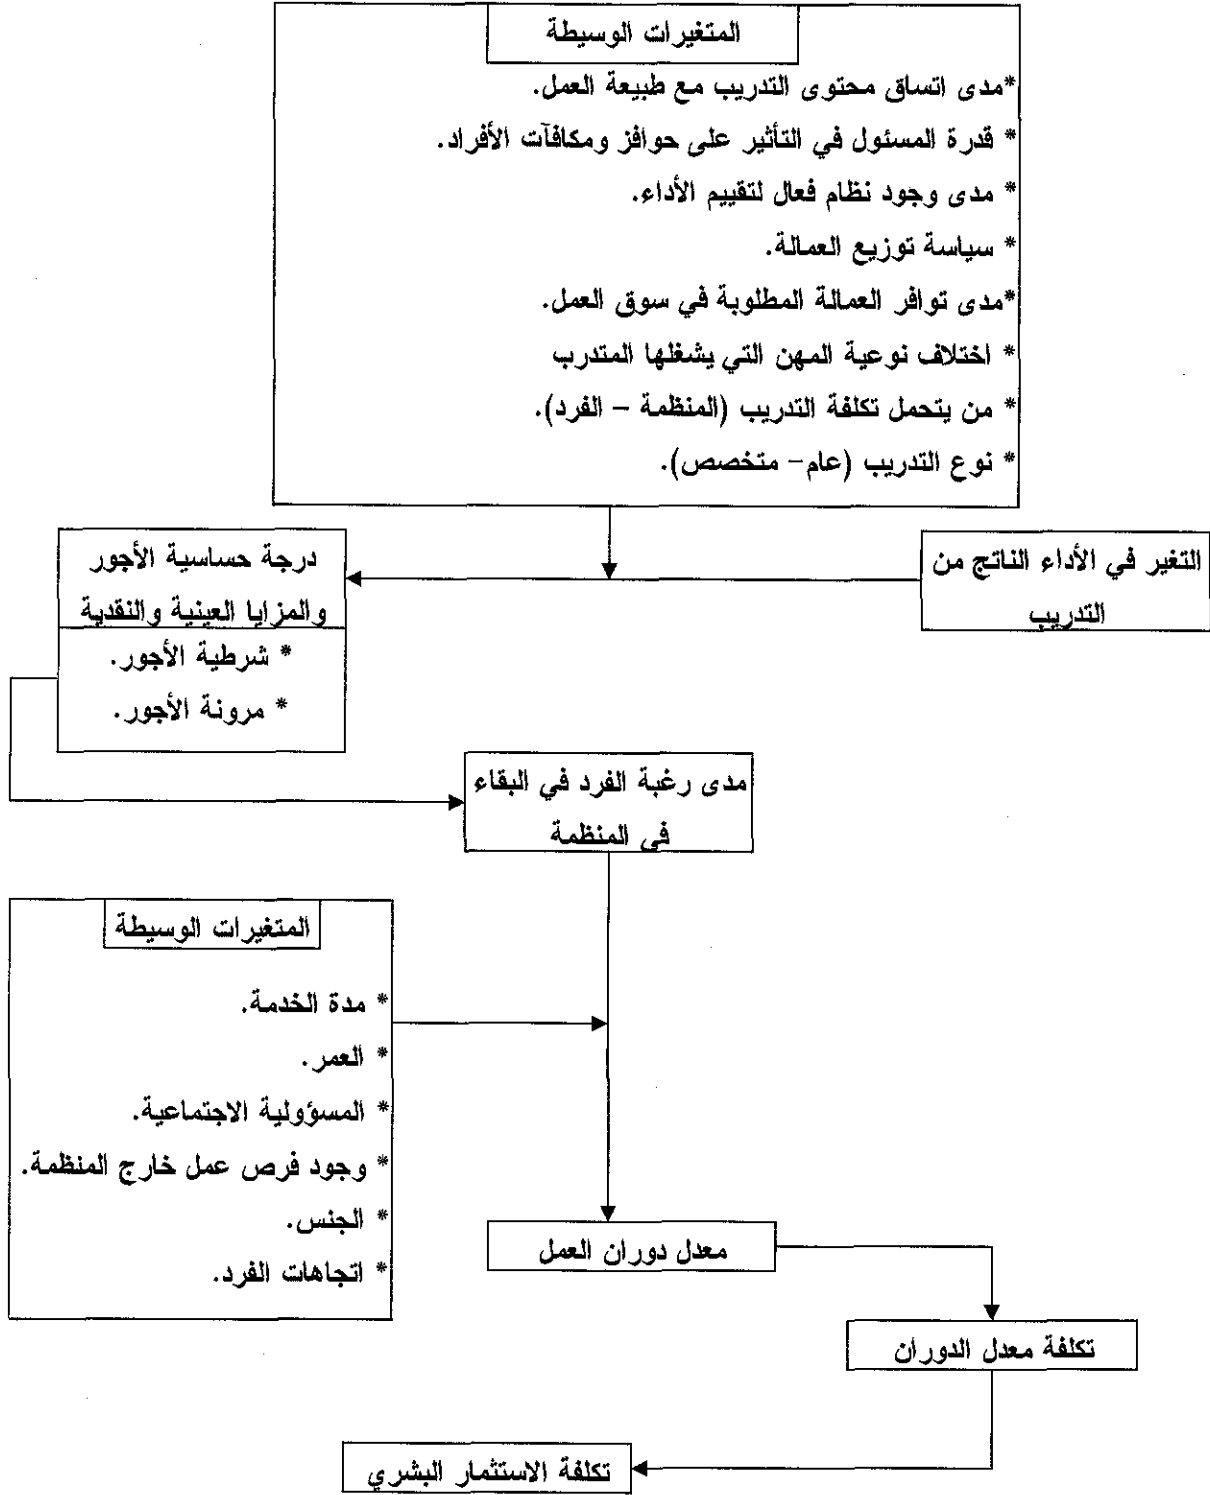 المتغيرات الوسيطة
*مدى اتساق محتوى التدريب مع طبيعة العمل.
* قدرة المسئول في التأثير على حوافز ومكافآت الأفراد.
* مدى وجود نظام فعال لتقييم الأداء.
* سياسة توزيع العمالة.
*مدى توافر العمالة المطلوبة في سوق العمل.
* اختلاف نوعية المهن التي يشغلها المتدرب
* من يتحمل تكلفة التدريب (المنظمة – الفرد).
* نوع التدريب (عام– متخصص).
التغير في الأداء الناتج من
التدريب
درجة حساسية الأجور
والمزايا العينية والنقدية
* شرطية الأجور.
* مرونة الأجور.
مدى رغبة الفرد في البقاء
في المنظمة
المتغيرات الوسيطة
* مدة الخدمة.
* العمر.
* المسؤولية الاجتماعية.
* وجود فرص عمل خارج المنظمة.
* الجنس.
* اتجاهات الفرد.
معدل دوران العمل
تكلفة معدل الدوران
تكلفة الاستثمار البشري